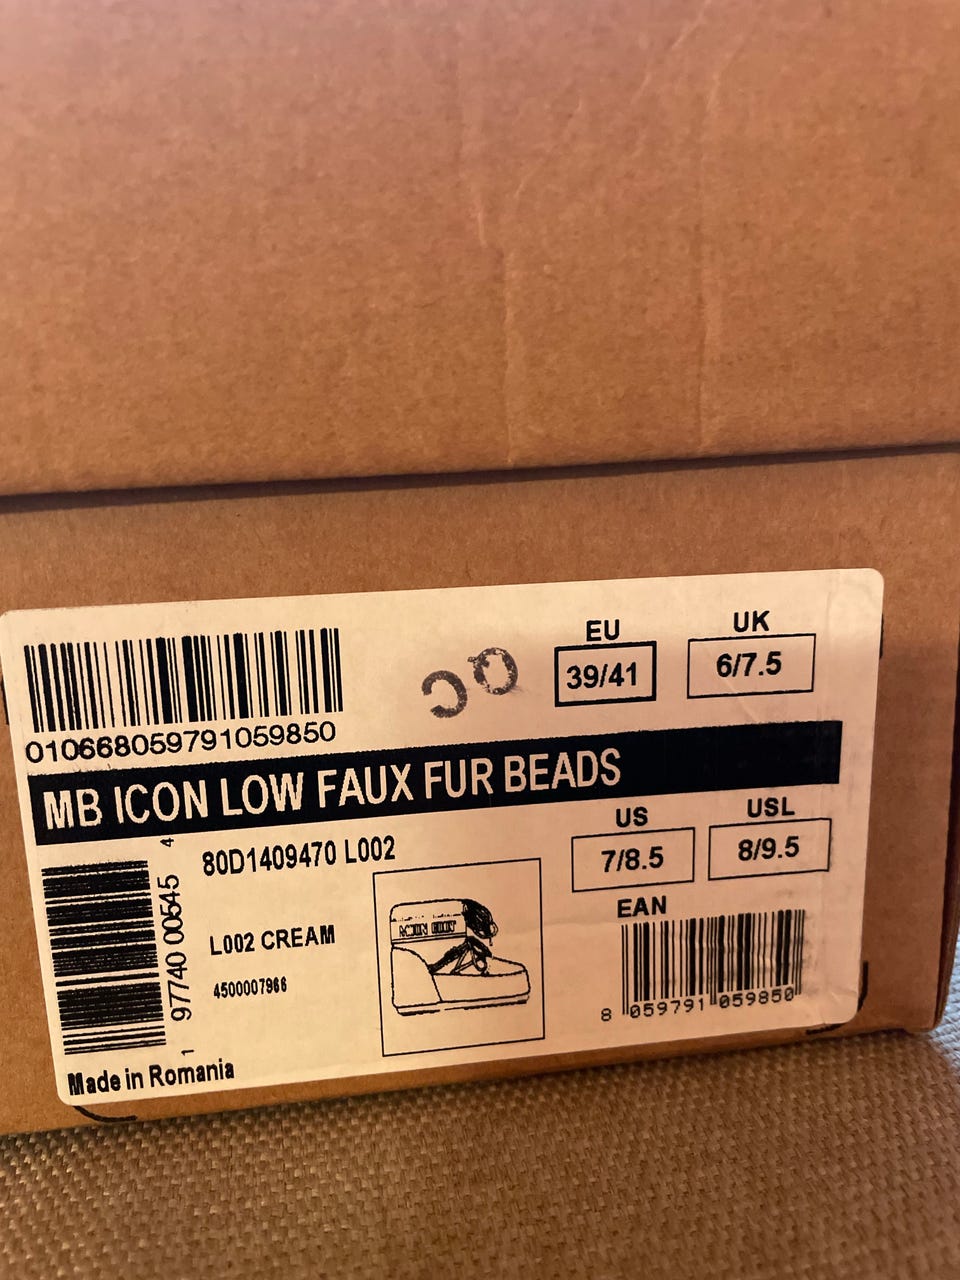 EU
UK
39/41
6/7.5
010668059791059850
MB ICON LOW FAUX FUR BEADS
US
USL
7/8.5
8/9.5
80D1409470 L002
EAN
L002 CREAM
4500007966
MOON BOOT
8 059791 059850
1 97740 00545 4
Made in Romania